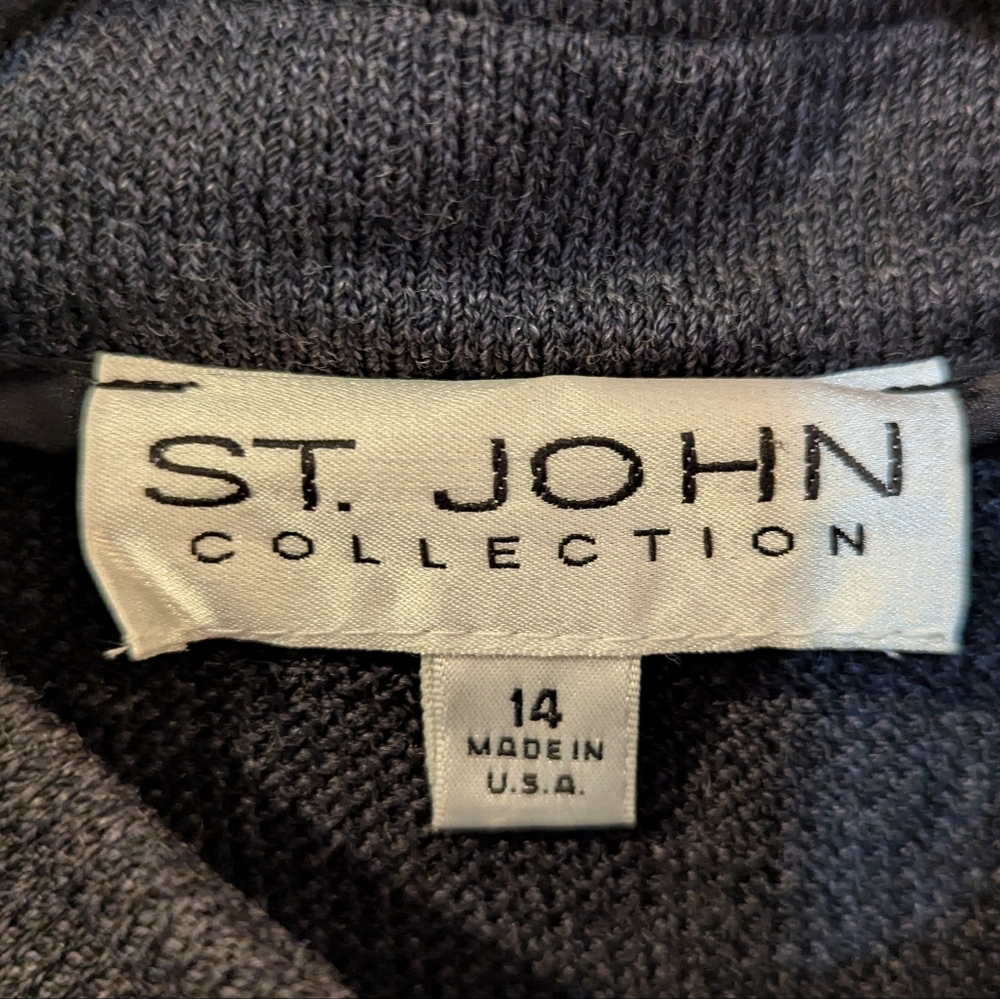 ST. JOHN
COLLECTION
14
MADE IN
U.S.A.